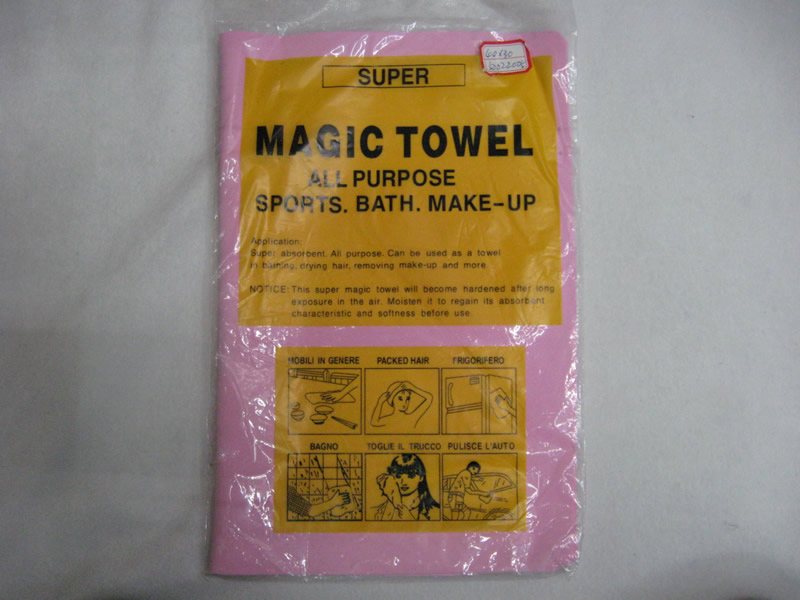 SUPER
MAGIC TOWEL
ALL PURPOSE
SPORTS. BATH. MAKE-UP
Application:
Super absorbent. All purpose. Can be used as a towel
in bathing, drying hair, removing make-up and more
NOTICE: This super magic towel will become hardened after long
exposure in the air. Moisten it to regain its absorbent
characteristic and softness before use.
MOBILI IN GENERE PACKED HAIR FRIGORIFERO
BAGNO TOGLIE IL TRUCCO PULISCE L'AUTO